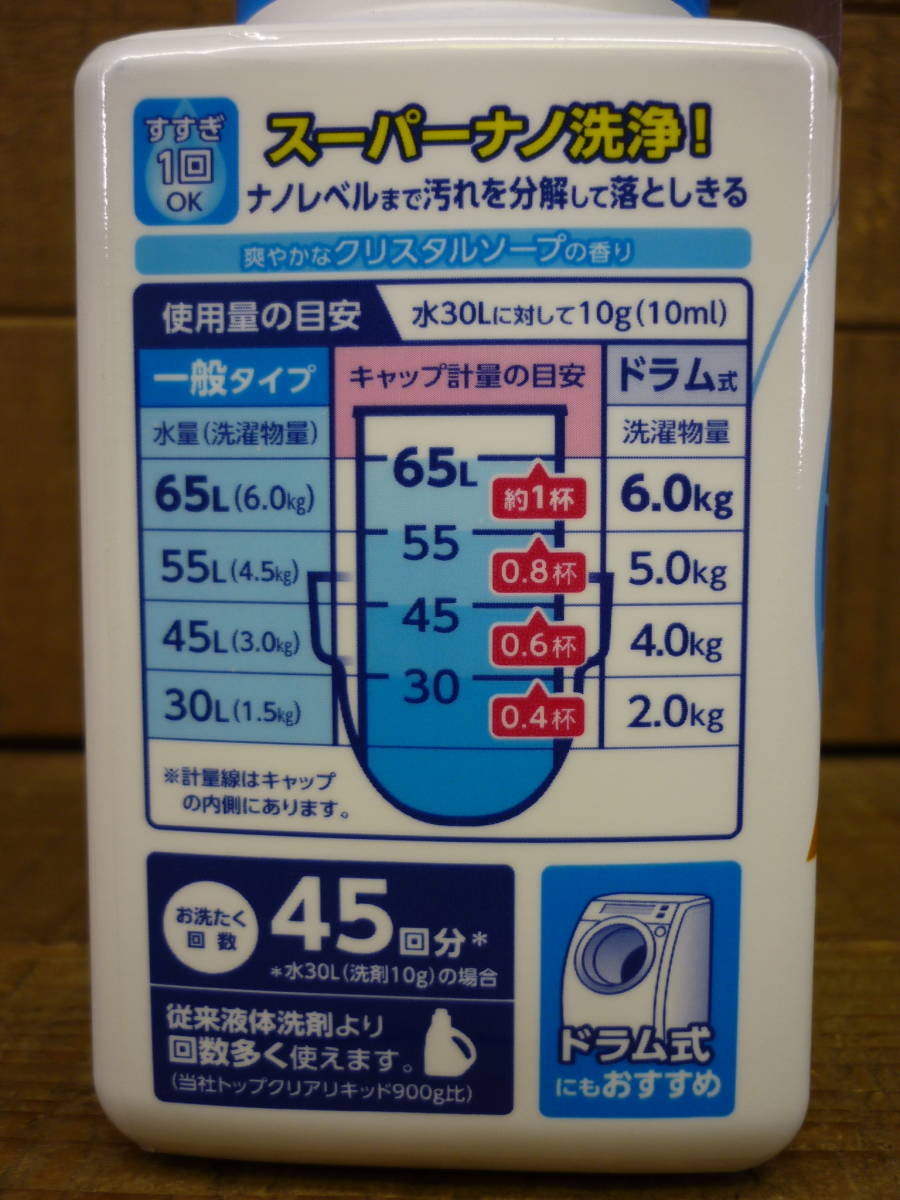 すすぎ
1回
OK
スーパーナノ洗浄！
ナノレベルまで汚れを分解して落としきる
爽やかなクリスタルソープの香り
使用量の目安
水30Lに対して10g(10ml)
一般タイプ
キャップ計量の目安
ドラム式
水量(洗濯物量)
洗濯物量
65L(6.0kg)
65L
約1杯
6.0kg
55L(4.5kg)
55
0.8杯
5.0kg
45L(3.0kg)
45
0.6杯
4.0kg
30L(1.5kg)
30
0.4杯
2.0kg
※計量線はキャップ
の内側にあります。
お洗たく
回数
45回分*
*水30L(洗剤10g)の場合
従来液体洗剤より
回数多く使えます。
(当社トップクリアリキッド900g比)
ドラム式
にもおすすめ